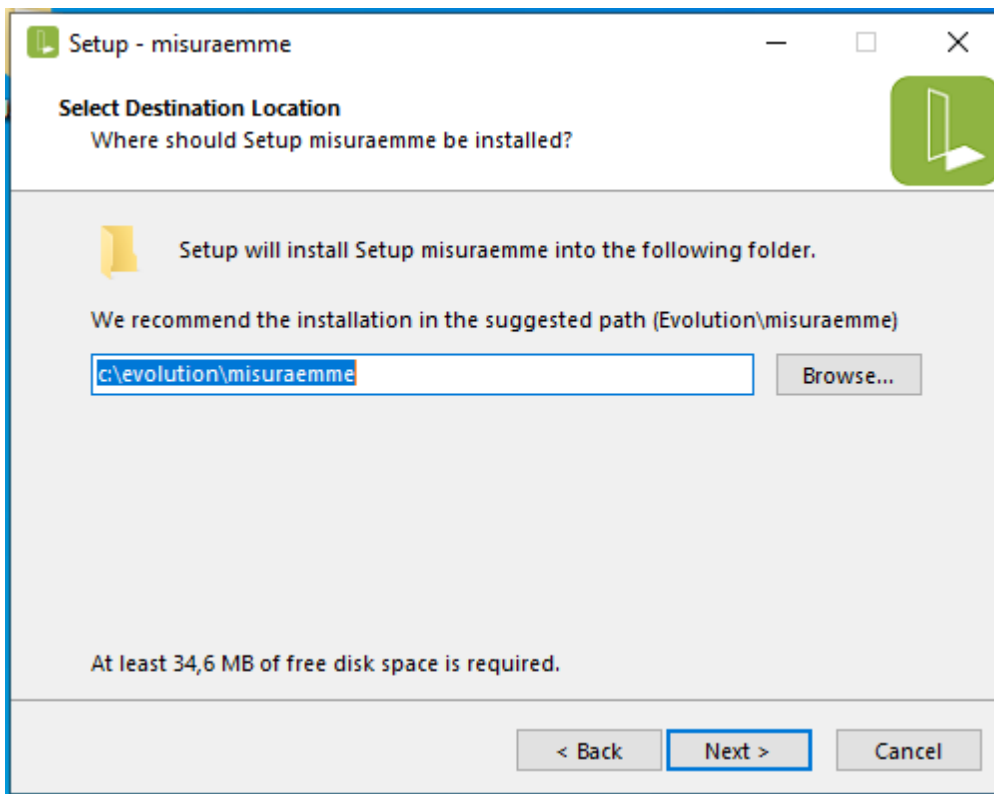 Setup - misuraemme
Select Destination Location
Where should Setup misuraemme be installed?
Setup will install Setup misuraemme into the following folder.
We recommend the installation in the suggested path (Evolution\misuraemme)
c:\evolution\misuraemme
Browse...
At least 34,6 MB of free disk space is required.
< Back
Next >
Cancel